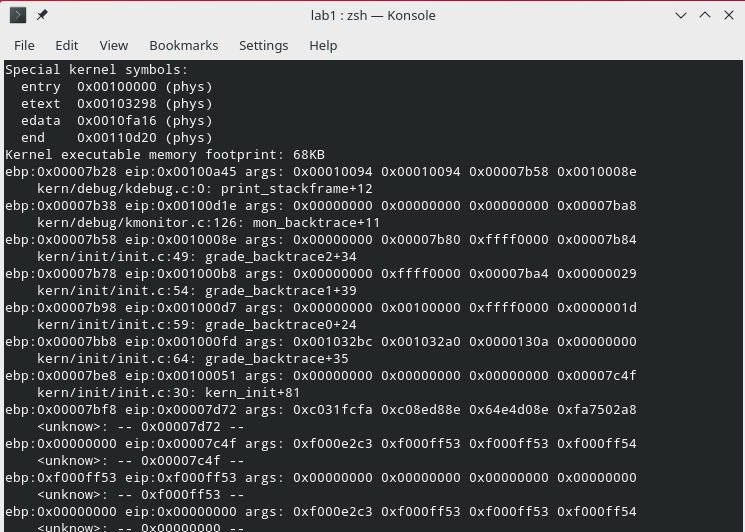 lab1 : zsh — Konsole
File Edit View Bookmarks Settings Help
Special kernel symbols:
  entry  0x00100000 (phys)
  etext  0x00103298 (phys)
  edata  0x0010fa16 (phys)
  end    0x00110d20 (phys)
Kernel executable memory footprint: 68KB
ebp:0x00007b28 eip:0x00100a45 args: 0x00010094 0x00010094 0x00007b58 0x0010008e
    kern/debug/kdebug.c:0: print_stackframe+12
ebp:0x00007b38 eip:0x00100d1e args: 0x00000000 0x00000000 0x00000000 0x00007ba8
    kern/debug/kmonitor.c:126: mon_backtrace+11
ebp:0x00007b58 eip:0x0010008e args: 0x00000000 0x00007b80 0xffff0000 0x00007b84
    kern/init/init.c:49: grade_backtrace2+34
ebp:0x00007b78 eip:0x001000b8 args: 0x00000000 0xffff0000 0x00007ba4 0x00000029
    kern/init/init.c:54: grade_backtrace1+39
ebp:0x00007b98 eip:0x001000d7 args: 0x00000000 0x00100000 0xffff0000 0x0000001d
    kern/init/init.c:59: grade_backtrace0+24
ebp:0x00007bb8 eip:0x001000fd args: 0x001032bc 0x001032a0 0x0000130a 0x00000000
    kern/init/init.c:64: grade_backtrace+35
ebp:0x00007be8 eip:0x00100051 args: 0x00000000 0x00000000 0x00000000 0x00007c4f
    kern/init/init.c:30: kern_init+81
ebp:0x00007bf8 eip:0x00007d72 args: 0xc031fcfa 0xc08ed88e 0x64e4d08e 0xfa7502a8
    <unknow>: -- 0x00007d72 --
ebp:0x00000000 eip:0x00007c4f args: 0xf000e2c3 0xf000ff53 0xf000ff53 0xf000ff54
    <unknow>: -- 0x00007c4f --
ebp:0xf000ff53 eip:0xf000ff53 args: 0x00000000 0x00000000 0x00000000 0x00000000
    <unknow>: -- 0xf000ff53 --
ebp:0x00000000 eip:0x00000000 args: 0xf000e2c3 0xf000ff53 0xf000ff53 0xf000ff54
    <unknow>: -- 0x00000000 --